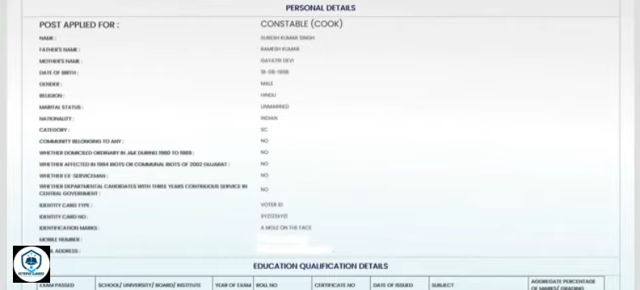 PERSONAL DETAILS
POST APPLIED FOR : CONSTABLE (COOK)
NAME : SURESH KUMAR SINGH
FATHER'S NAME : RAMESH KUMAR
MOTHER'S NAME : GAYATRI DEVI
DATE OF BIRTH :
GENDER : MALE
RELIGION : HINDU
MARITAL STATUS : UNMARRIED
NATIONALITY : INDIAN
CATEGORY : SC
COMMUNITY BELONGING TO ANY : NO
WHETHER DOMICILED ORDINARY IN J&K DURING 1980 TO 1989 : NO
WHETHER AFFECTED IN 1984 RIOTS OR COMMUNAL RIOTS OF 2002 GUJARAT : NO
WHETHER EX-SERVICEMAN : NO
WHETHER DEPARTMENTAL CANDIDATES WITH THREE YEARS CONTINUOUS SERVICE IN
CENTRAL GOVERNMENT : NO
IDENTITY CARD TYPE : VOTER ID
IDENTITY CARD NO :
IDENTIFICATION MARKS : A MOLE ON THE FACE
MOBILE NUMBER :
ADDRESS :
EDUCATION QUALIFICATION DETAILS
EXAM PASSED SCHOOL/ UNIVERSITY/ BOARD/ INSTITUTE YEAR OF EXAM ROLL NO CERTIFICATE NO DATE OF ISSUED SUBJECT AGGREGATE PERCENTAGE
OF MARKS/ GRADING